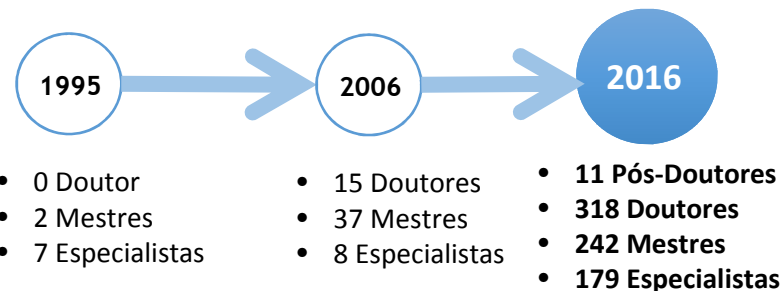 1995
• 0 Doutor
• 2 Mestres
• 7 Especialistas
2006
• 15 Doutores
• 37 Mestres
• 8 Especialistas
2016
• 11 Pós-Doutores
• 318 Doutores
• 242 Mestres
• 179 Especialistas